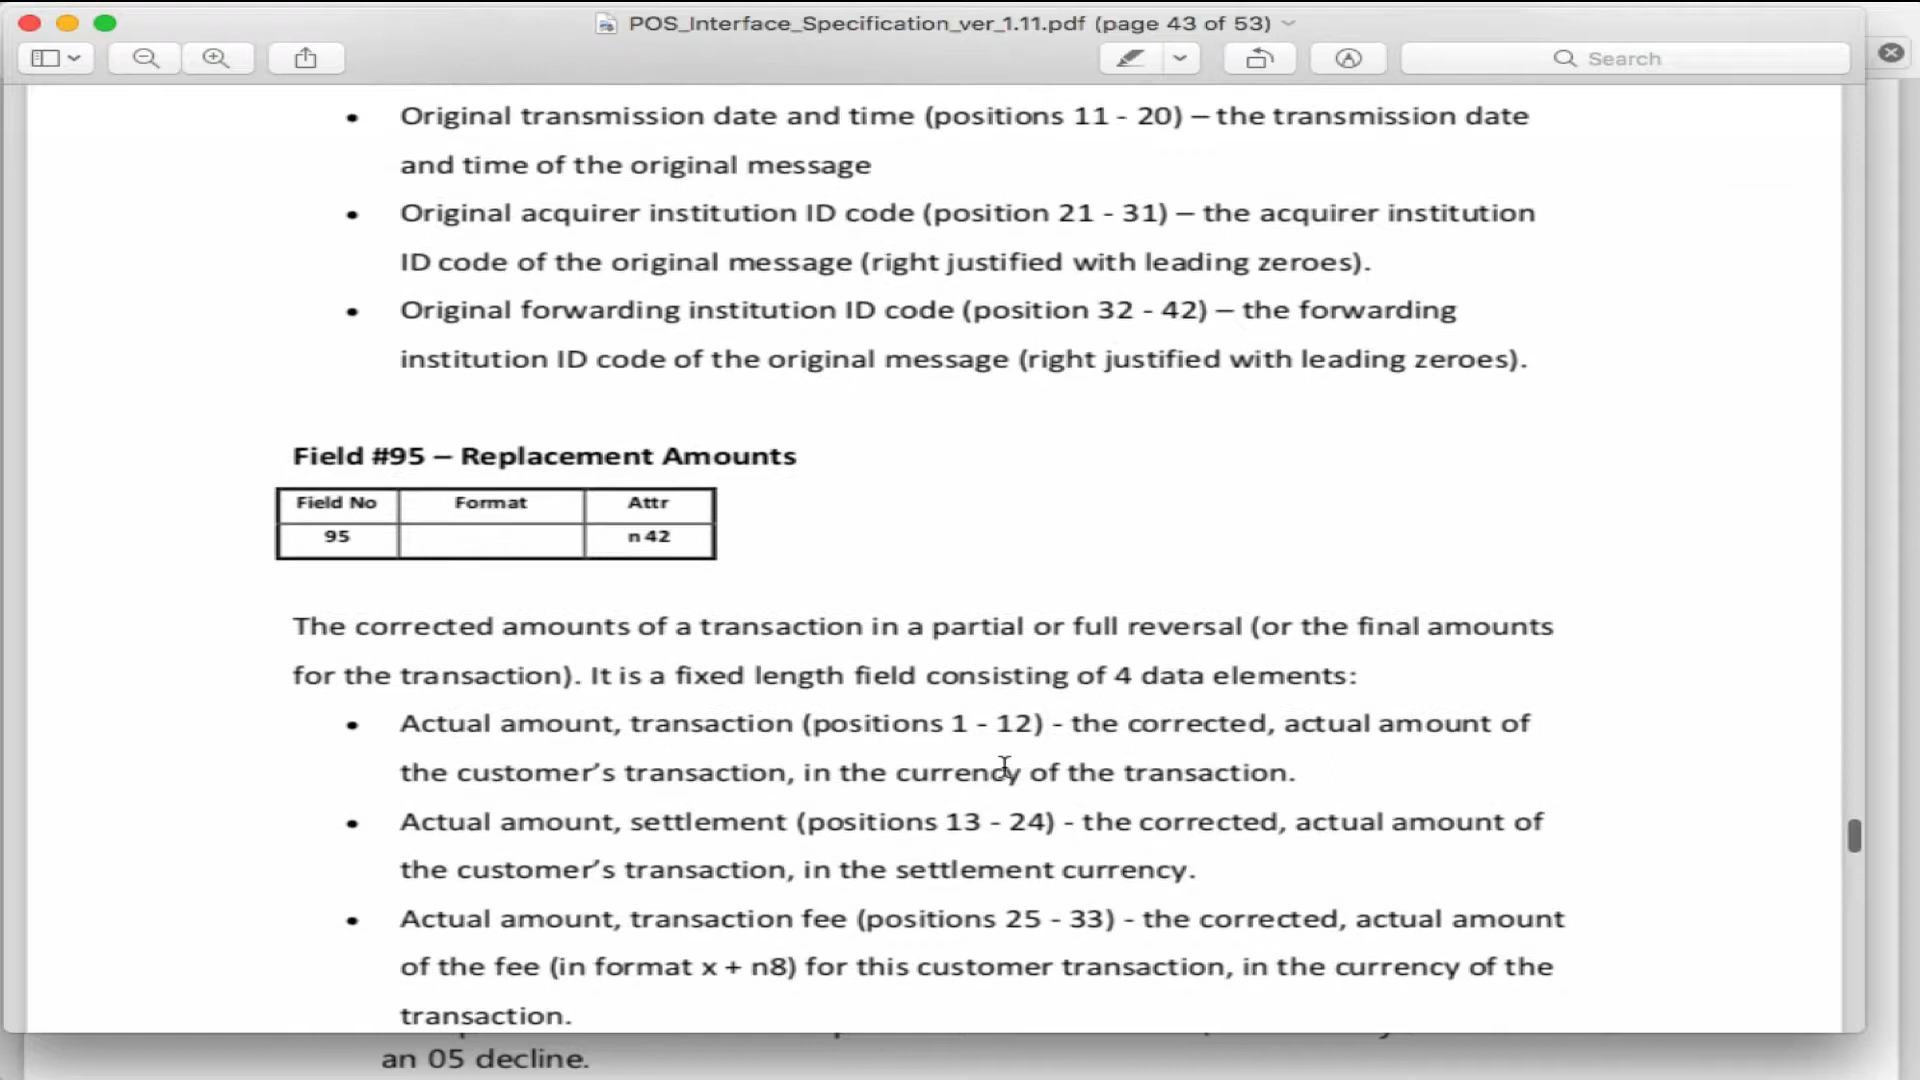 POS_Interface_Specification_ver_1.11.pdf (page 43 of 53)
Search
• Original transmission date and time (positions 11 - 20) – the transmission date
and time of the original message
• Original acquirer institution ID code (position 21 - 31) – the acquirer institution
ID code of the original message (right justified with leading zeroes).
• Original forwarding institution ID code (position 32 - 42) – the forwarding
institution ID code of the original message (right justified with leading zeroes).
Field #95 – Replacement Amounts
Field No Format Attr
95 n 42
The corrected amounts of a transaction in a partial or full reversal (or the final amounts
for the transaction). It is a fixed length field consisting of 4 data elements:
• Actual amount, transaction (positions 1 - 12) - the corrected, actual amount of
the customer’s transaction, in the currency of the transaction.
• Actual amount, settlement (positions 13 - 24) - the corrected, actual amount of
the customer’s transaction, in the settlement currency.
• Actual amount, transaction fee (positions 25 - 33) - the corrected, actual amount
of the fee (in format x + n8) for this customer transaction, in the currency of the
transaction.
an 05 decline.